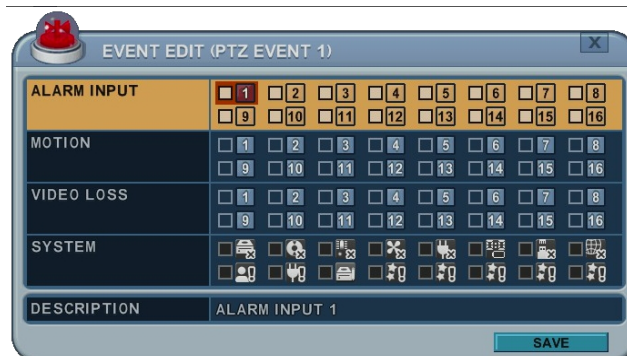 EVENT EDIT (PTZ EVENT 1)
X
ALARM INPUT
1 2 3 4 5 6 7 8
9 10 11 12 13 14 15 16
MOTION
1 2 3 4 5 6 7 8
9 10 11 12 13 14 15 16
VIDEO LOSS
1 2 3 4 5 6 7 8
9 10 11 12 13 14 15 16
SYSTEM
DESCRIPTION
ALARM INPUT 1
SAVE